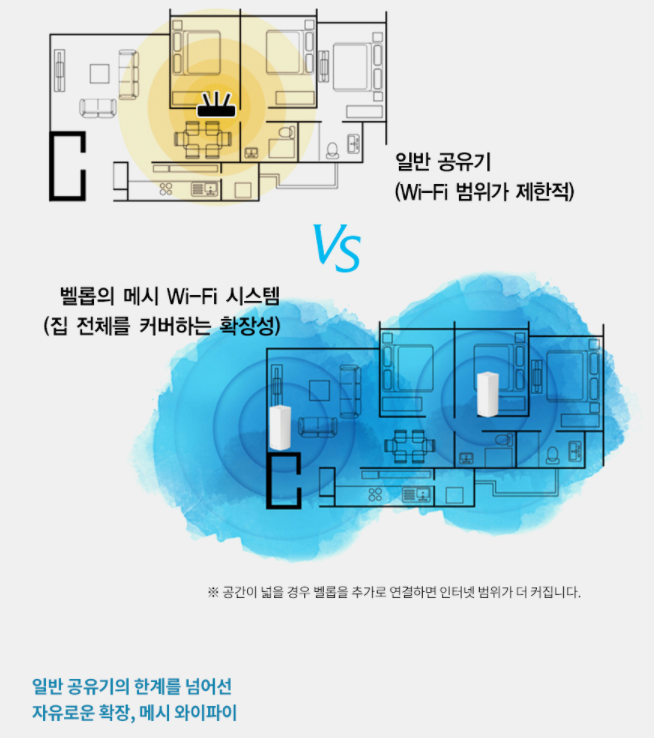 일반 공유기
(Wi-Fi 범위가 제한적)
VS
벨롭의 메시 Wi-Fi 시스템
(집 전체를 커버하는 확장성)
※ 공간이 넓을 경우 벨롭을 추가로 연결하면 인터넷 범위가 더 커집니다.
일반 공유기의 한계를 넘어선
자유로운 확장, 메시 와이파이